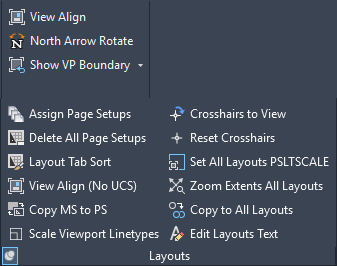 View Align
North Arrow Rotate
Show VP Boundary
Assign Page Setups
Crosshairs to View
Delete All Page Setups
Reset Crosshairs
Layout Tab Sort
Set All Layouts PSLTSCALE
View Align (No UCS)
Zoom Extents All Layouts
Copy MS to PS
Copy to All Layouts
Scale Viewport Linetypes
Edit Layouts Text
Layouts